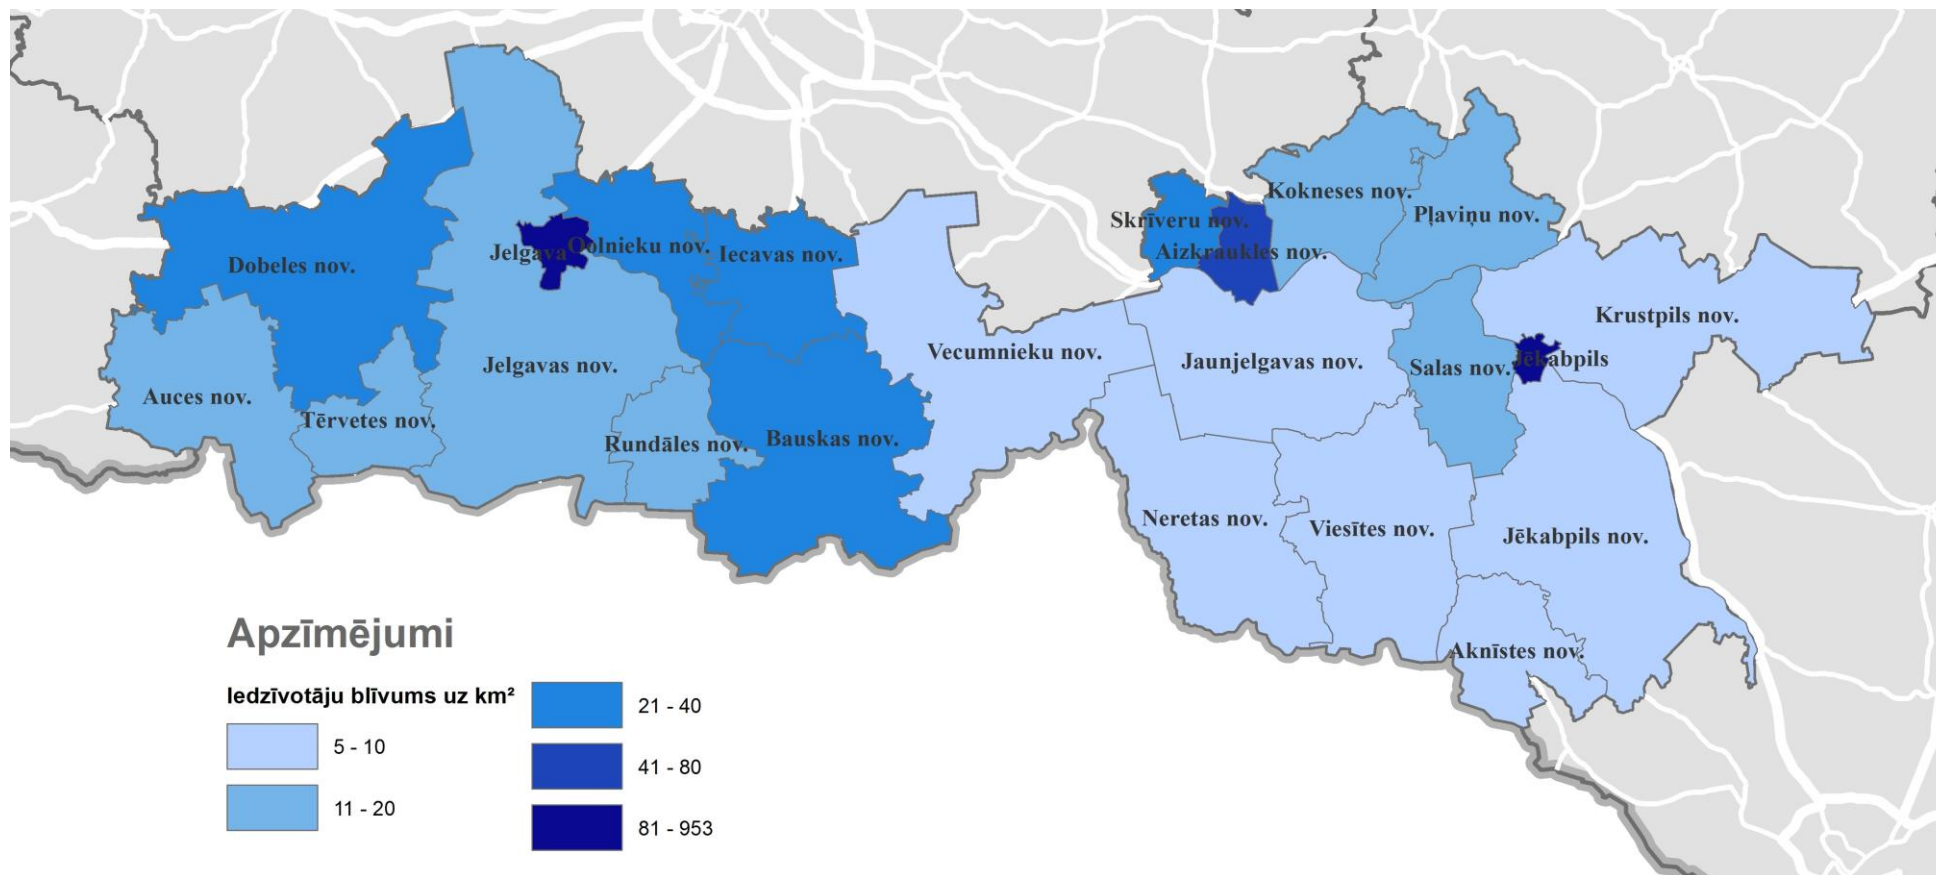 Kokneses nov.
Skrīveru nov.
Pļaviņu nov.
Jelgava
Oolnieku nov.
Iecavas nov.
Aizkraukles nov.
Dobeles nov.
Krustpils nov.
Vecumnieku nov.
Jelgavas nov.
Jaunjelgavas nov.
Salas nov.
Jēkabpils
Auces nov.
Tērvetes nov.
Rundāles nov.
Bauskas nov.
Neretas nov.
Viesītes nov.
Jēkabpils nov.
Aknīstes nov.
Apzīmējumi
Iedzīvotāju blīvums uz km²
5 - 10
11 - 20
21 - 40
41 - 80
81 - 953